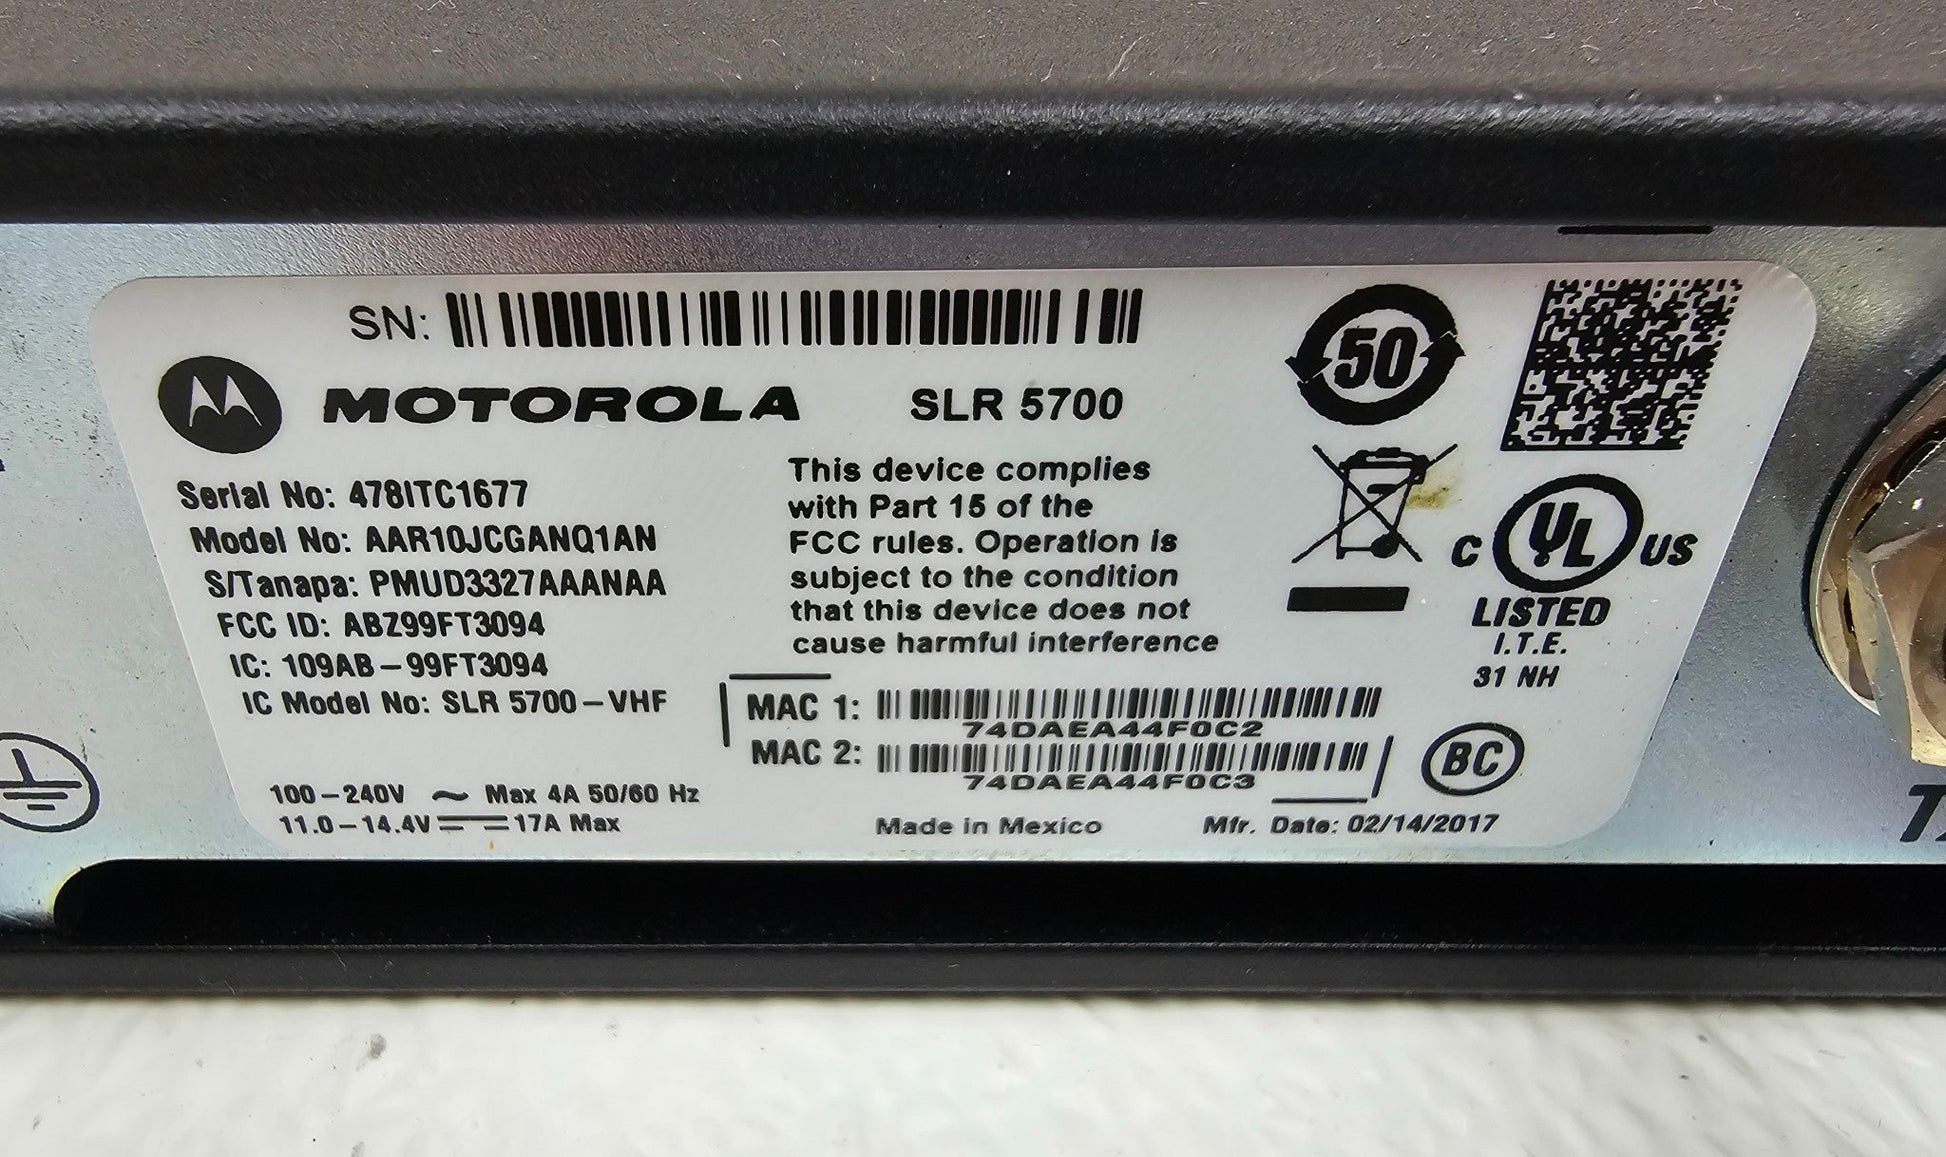 SN:
MOTOROLA SLR 5700
50
Serial No: 478ITC1677
Model No: AAR10JCGANQ1AN
S/Tanapa: PMUD3327AAANAA
FCC ID: ABZ99FT3094
IC: 109AB-99FT3094
IC Model No: SLR 5700-VHF
This device complies
with Part 15 of the
FCC rules. Operation is
subject to the condition
that this device does not
cause harmful interference
C UL US
LISTED
I.T.E.
31 NH
MAC 1:
74DAEA44F0C2
MAC 2:
74DAEA44F0C3
BC
100-240V ~ Max 4A 50/60 Hz
11.0-14.4V 17A Max
Made in Mexico
Mfr. Date: 02/14/2017